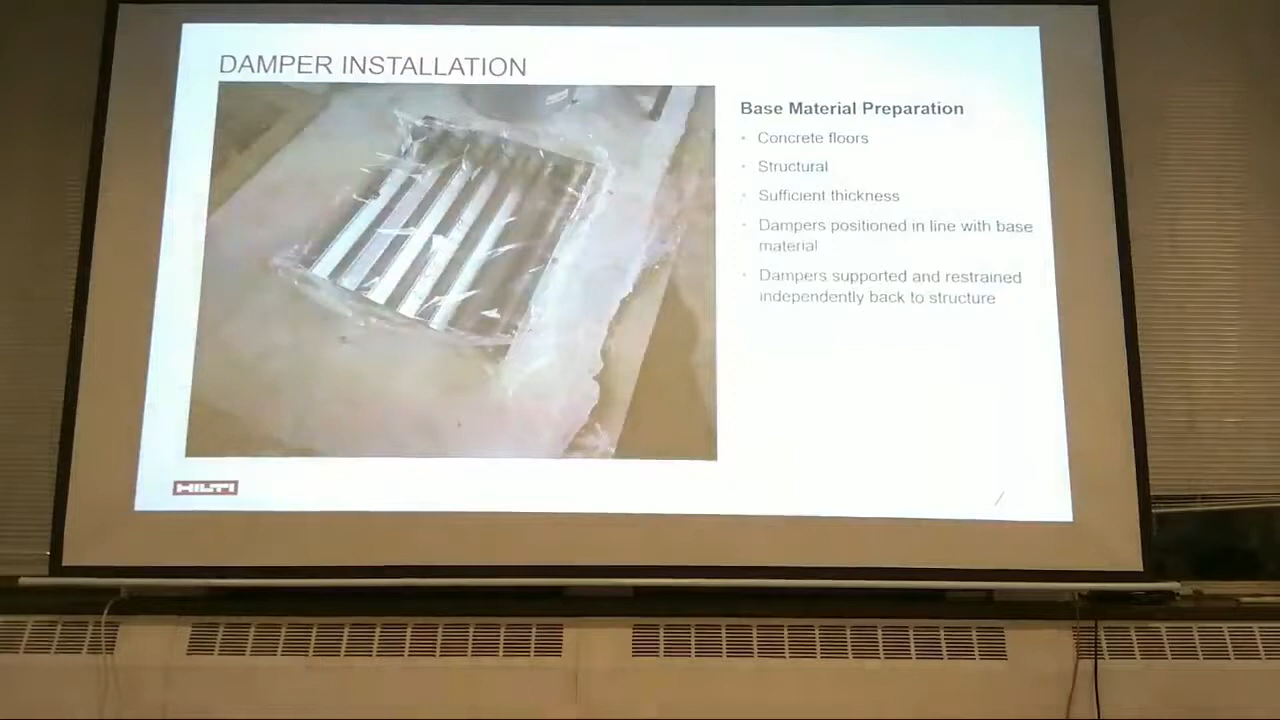 DAMPER INSTALLATION
Base Material Preparation
• Concrete floors
• Structural
• Sufficient thickness
• Dampers positioned in line with base
material
• Dampers supported and restrained
independently back to structure
HILTI